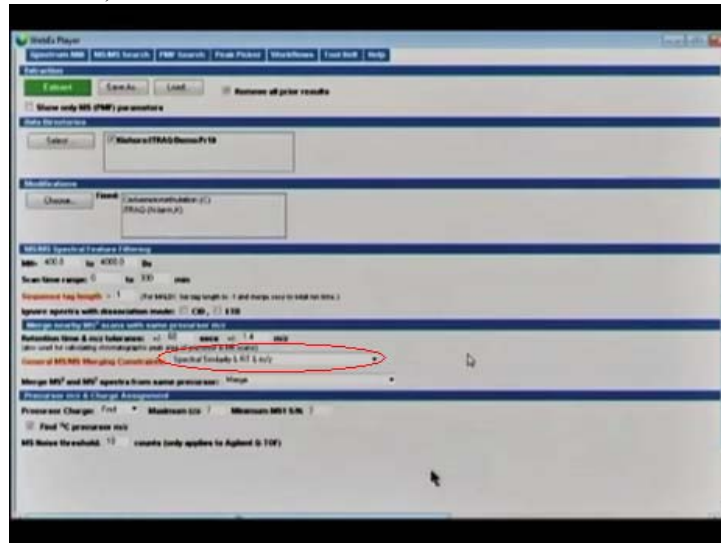 WebEx Player
Spectrum Mill MS/MS Search PMF Search Peak Picker Workflows Tool Belt Help
Extraction
Extract Save As... Load... Remove all prior results
Show only MS (PMF) parameters
Data Directories
Select...
Modifications
Choose... Fixed: Carbamidomethylation (C)
iTRAQ (N-term,K)
MS/MS Spectral Feature Filtering
MH+ 400.0 to 4000.0 Da
Scan time range: 0 to 300 min
Sequence tag length > 1
Ignore spectra with dissociation mode: CID, ETD
Merge nearby MS² scans with same precursor m/z
Retention time & m/z tolerance: +/- 60 secs +/- 1.4 m/z
General MS/MS Merging Constraints: Spectral Similarity & RT & m/z
Merge MS² and MS³ spectra from same precursor: Merge
Precursor m/z & Charge Assignment
Precursor Charge: Find Maximum (z) 7 Minimum MS1 S/N:
Find ¹²C precursor m/z
MS Noise threshold: 10 counts (only applies to Agilent Q-TOF)